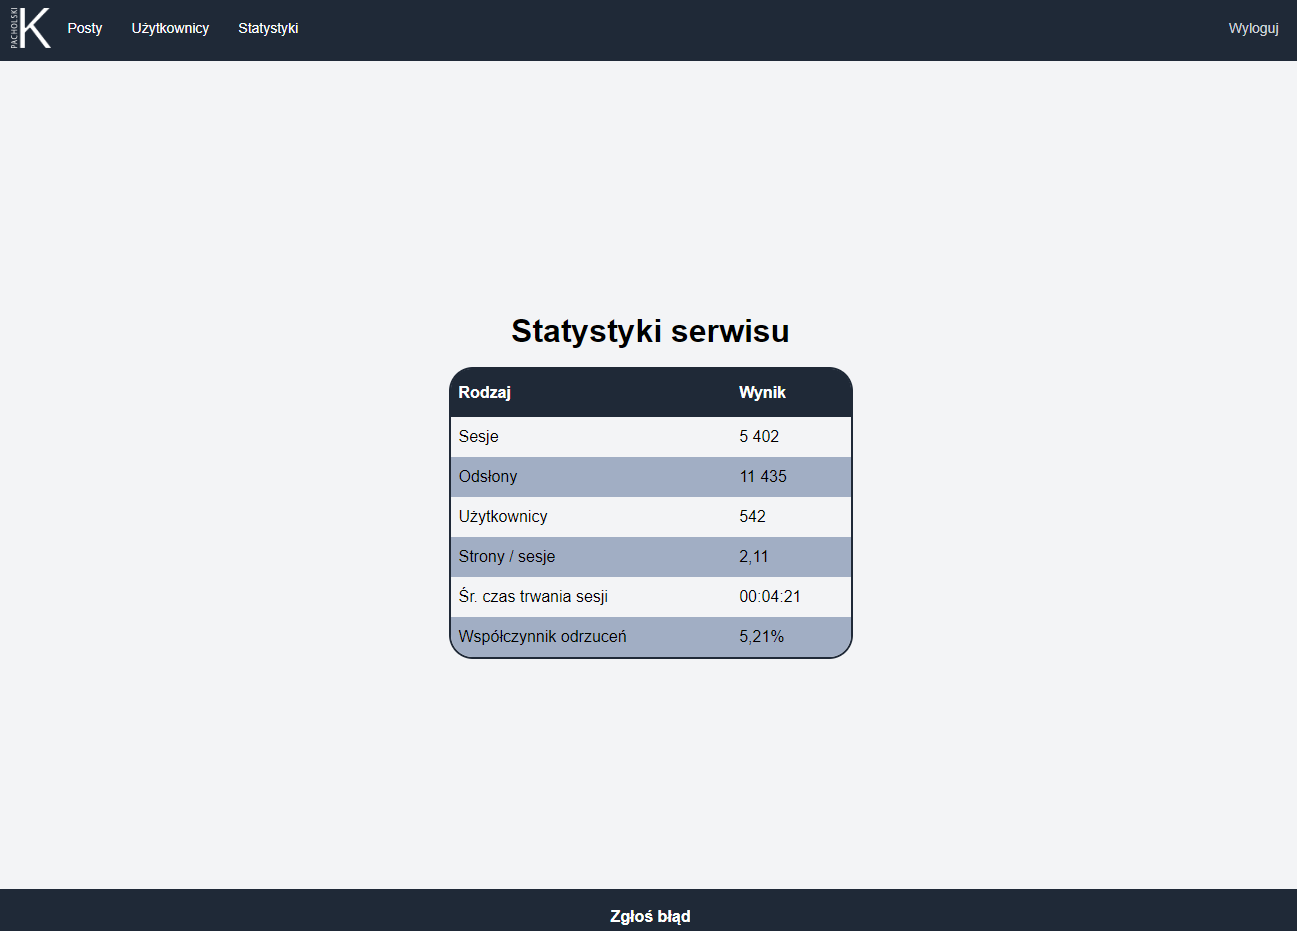 PACHOLSKI K Posty Użytkownicy Statystyki Wyloguj
Statystyki serwisu
Rodzaj Wynik
Sesje 5 402
Odsłony 11 435
Użytkownicy 542
Strony / sesje 2,11
Śr. czas trwania sesji 00:04:21
Współczynnik odrzuceń 5,21%
Zgłoś błąd